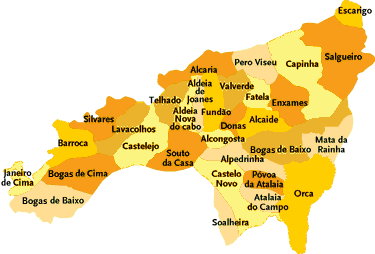 Escarigo
Salgueiro
Capinha
Pero Viseu
Alcaria
Aldeia
de
Joanes
Valverde
Fatela
Enxames
Telhado
Aldeia
Nova
do cabo
Fundão
Donas
Alcaide
Silvares
Lavacolhos
Barroca
Castelejo
Souto
da Casa
Alcongosta
Alpedrinha
Bogas de Baixo
Mata da
Rainha
Janeiro
de Cima
Bogas de Cima
Bogas de Baixo
Castelo
Novo
Póvoa
da Atalaia
Atalaia
do Campo
Orca
Soalheira